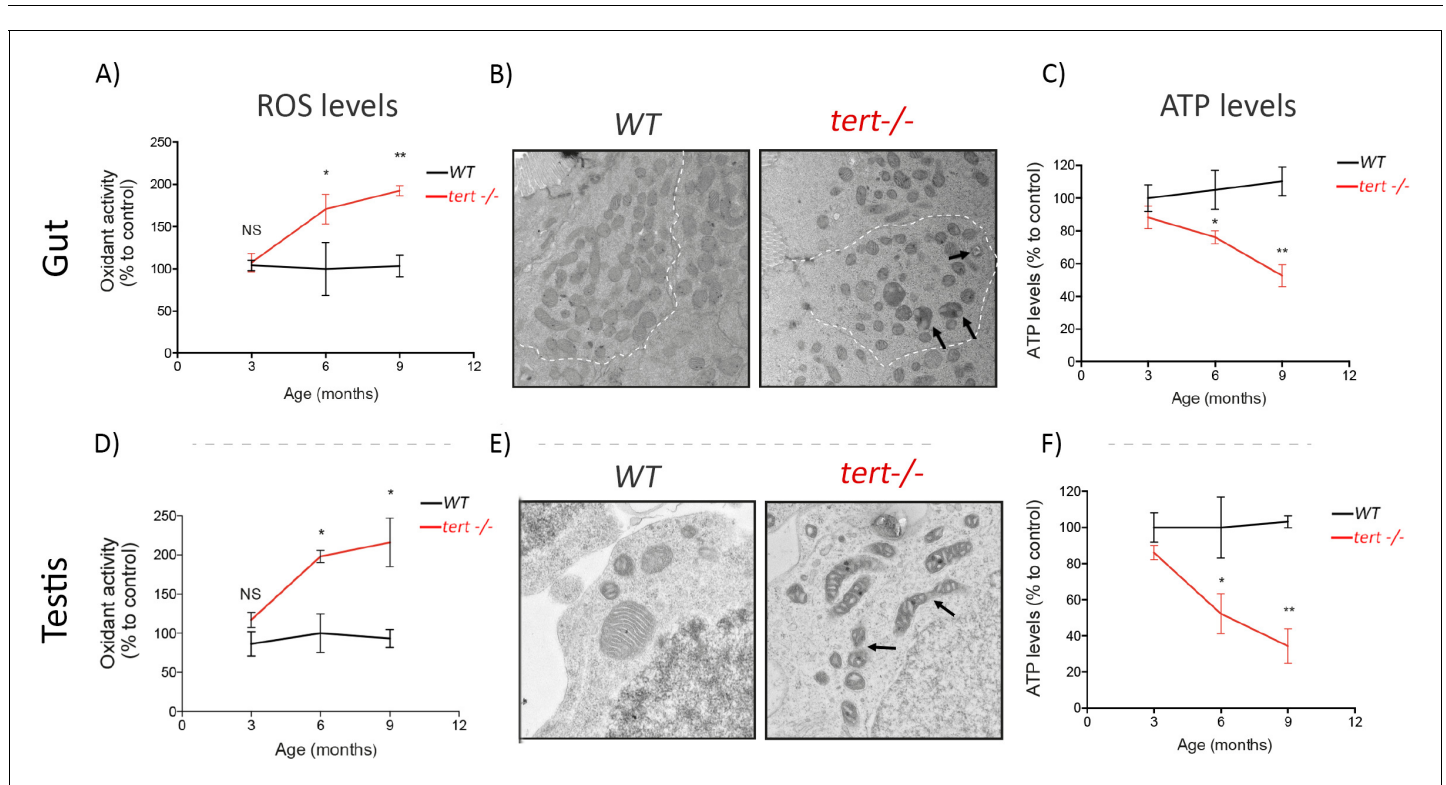 A)
B)
C)
ROS levels
WT
tert-/-
ATP levels
Gut
Oxidant activity
(% to control)
250
200
150
100
50
0
NS
*
**
WT
tert -/-
0
3
6
9
12
Age (months)
ATP levels (% to control)
120
100
80
60
40
20
0
*
**
WT
tert -/-
0
3
6
9
12
Age (months)
D)
E)
F)
WT
tert-/-
Testis
Oxidant activity
(% to control)
250
200
150
100
50
0
NS
*
*
WT
tert -/-
0
3
6
9
12
Age (months)
ATP levels (% to control)
120
100
80
60
40
20
0
*
**
WT
tert -/-
0
3
6
9
12
Age (months)